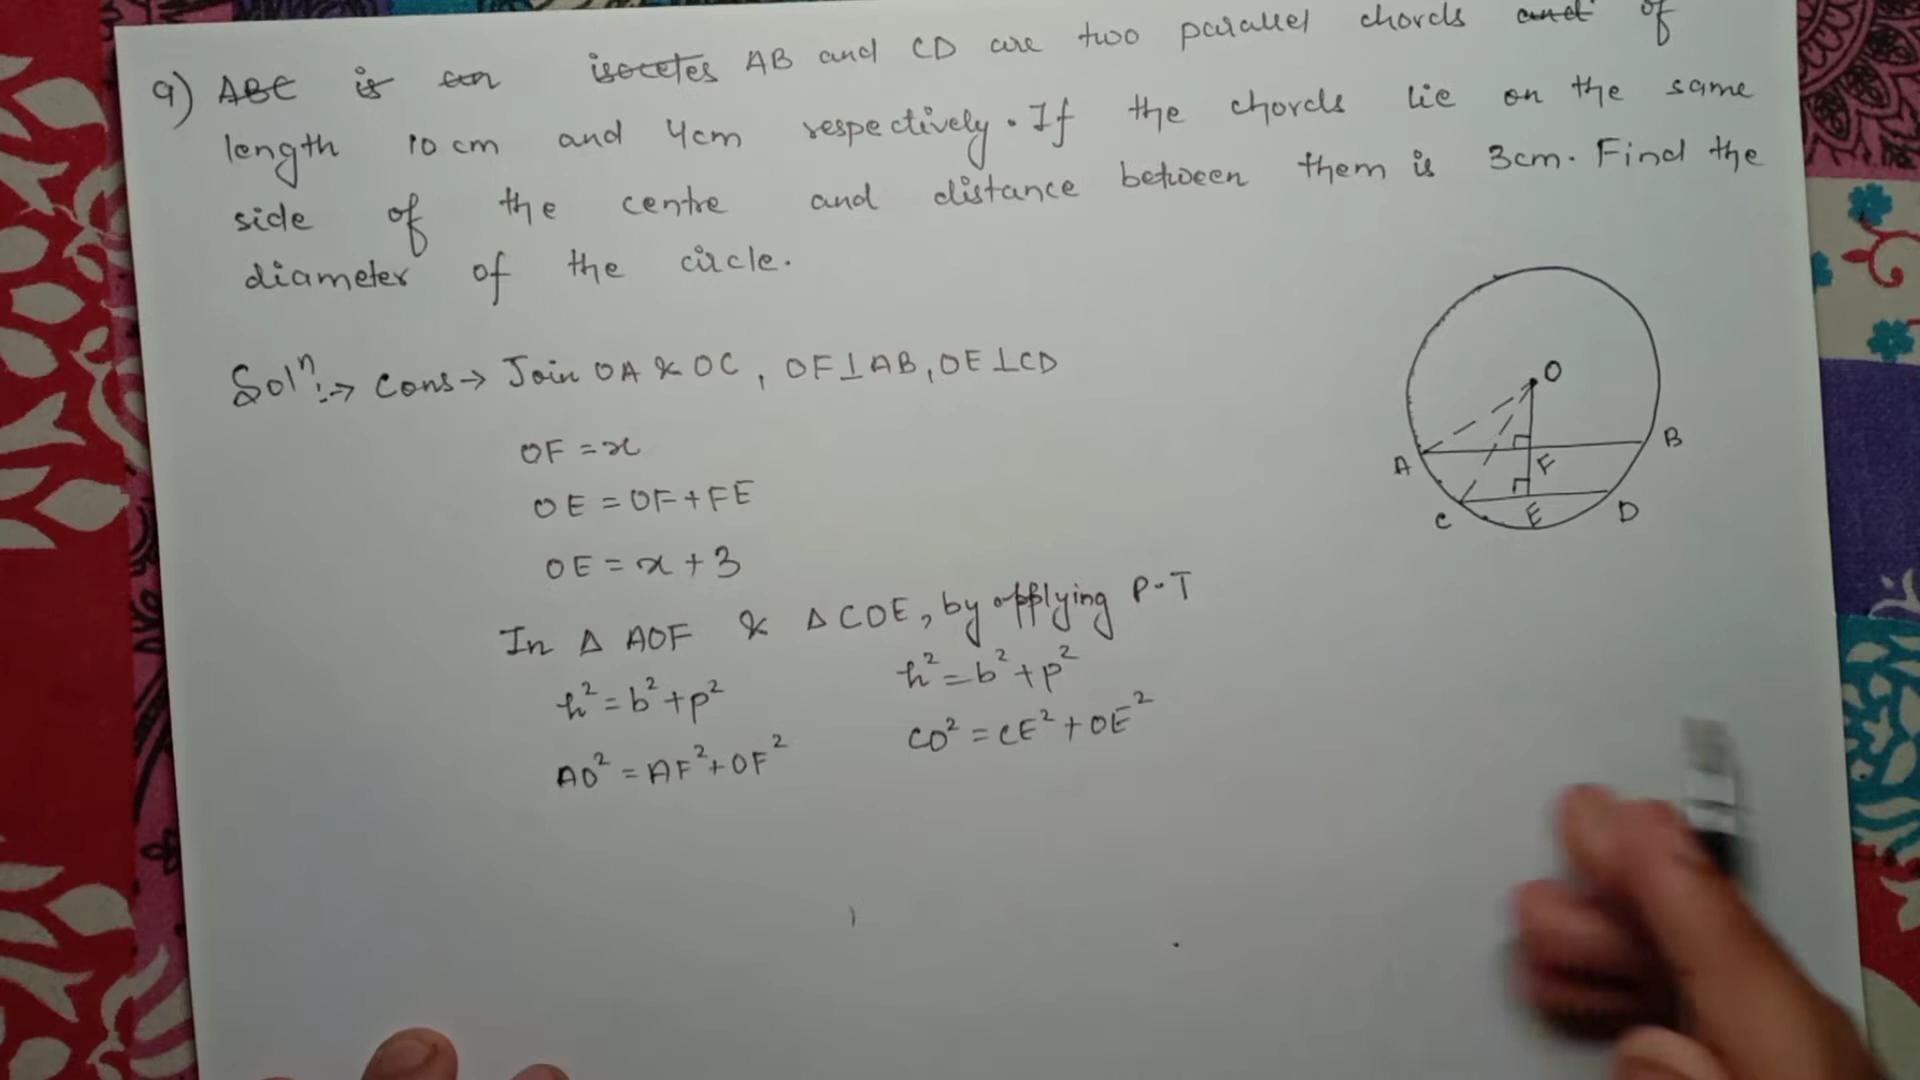 9) ABC is an isoceles AB and CD are two parallel chords and of
length 10 cm and 4cm respectively. If the chords lie on the same
side of the centre and distance between them is 3cm. Find the
diameter of the circle.
Solⁿ:→ Cons→ Join OA & OC, OF⊥AB, OE⊥CD
OF = x
OE = OF + FE
OE = x + 3
In Δ AOF & Δ COE, by applying P.T
h² = b² + p² h² = b² + p²
AO² = AF² + OF² CO² = CE² + OE²
O
A
F
B
C
E
D